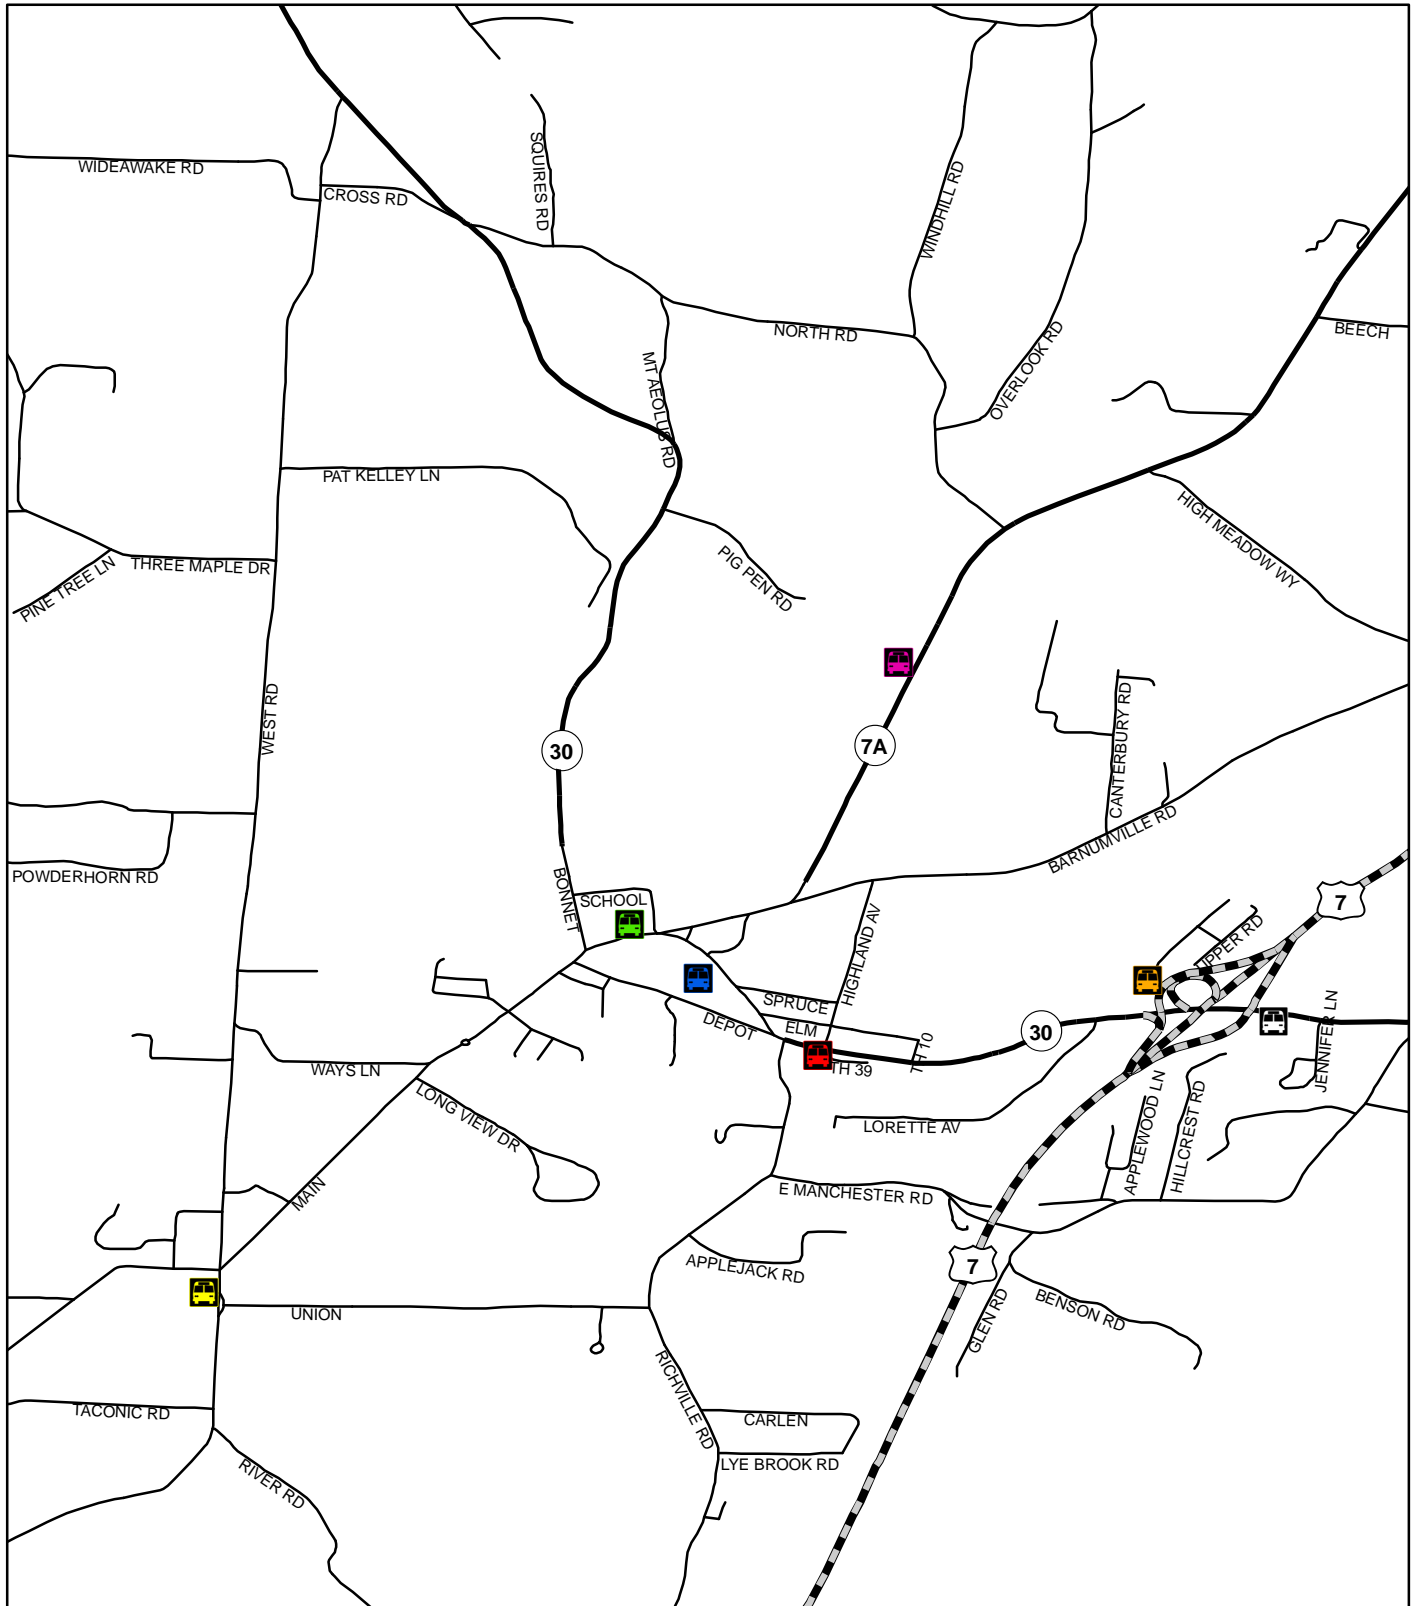 WIDEAWAKE RD
SQUIRES RD
CROSS RD
WINDHILL RD
NORTH RD
BEECH
OVERLOOK RD
MT AEOLUS RD
PAT KELLEY LN
HIGH MEADOW WY
PIG PEN RD
THREE MAPLE DR
PINE TREE LN
WEST RD
CANTERBURY RD
30
7A
BARNUMVILLE RD
POWDERHORN RD
BONNET
SCHOOL
7
HIGHLAND AV
UPPER RD
SPRUCE
DEPOT
ELM
TH 10
30
JENNIFER LN
WAYS LN
TH 39
LONG VIEW DR
LORETTE AV
APPLEWOOD LN
HILLCREST RD
MAIN
E MANCHESTER RD
APPLEJACK RD
7
UNION
GLEN RD
BENSON RD
RICHVILLE RD
TACONIC RD
CARLEN
LYE BROOK RD
RIVER RD